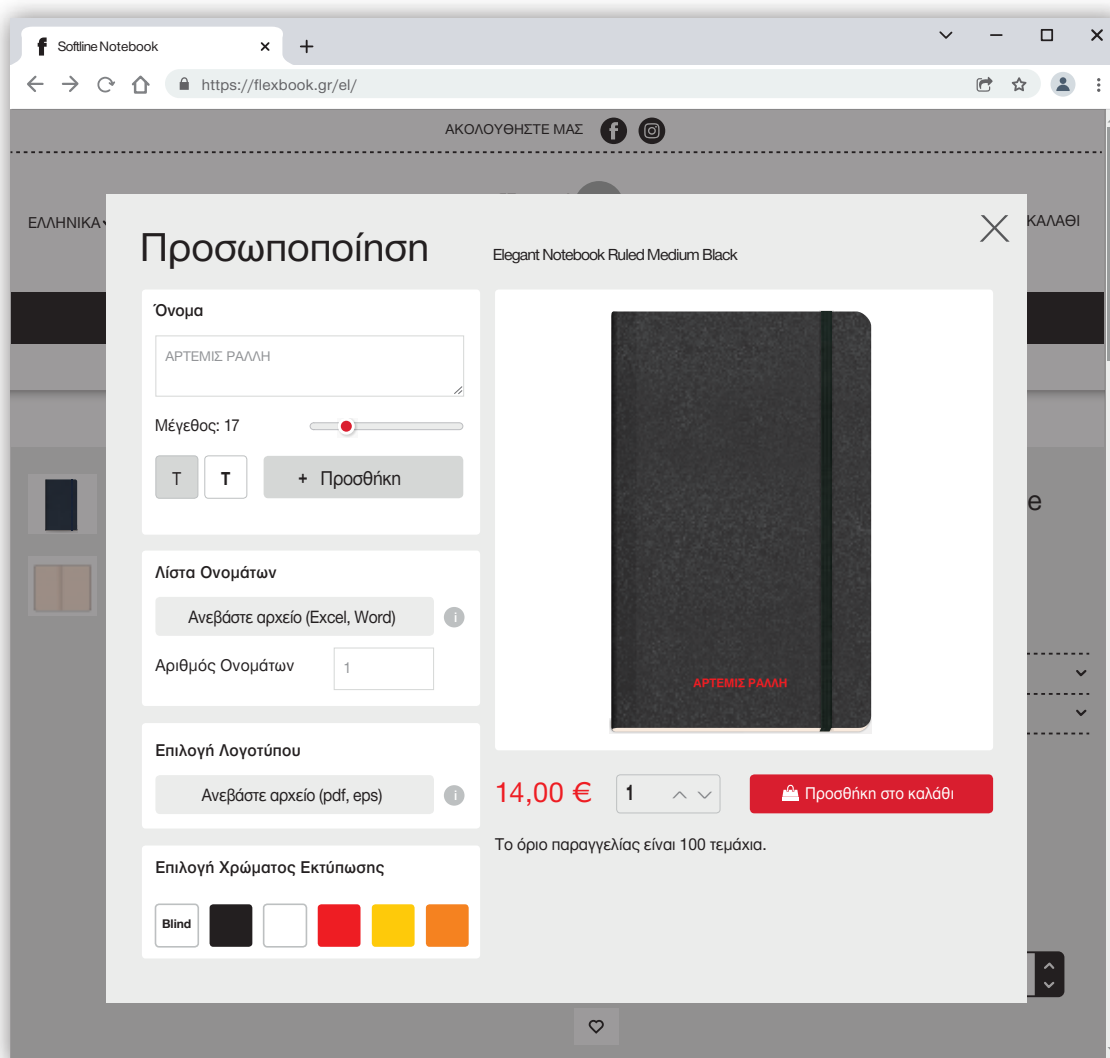 Softline Notebook
https://flexbook.gr/el/
ΑΚΟΛΟΥΘΗΣΤΕ ΜΑΣ
ΕΛΛΗΝΙΚΑ
ΚΑΛΑΘΙ
Προσωποποίηση
Elegant Notebook Ruled Medium Black
Όνομα
ΑΡΤΕΜΙΣ ΡΑΛΛΗ
Μέγεθος: 17
T T + Προσθήκη
Λίστα Ονομάτων
Ανεβάστε αρχείο (Excel, Word)
Αριθμός Ονομάτων 1
Επιλογή Λογοτύπου
Ανεβάστε αρχείο (pdf, eps)
Επιλογή Χρώματος Εκτύπωσης
Blind
ΑΡΤΕΜΙΣ ΡΑΛΛΗ
14,00 € 1 Προσθήκη στο καλάθι
Το όριο παραγγελίας είναι 100 τεμάχια.
e